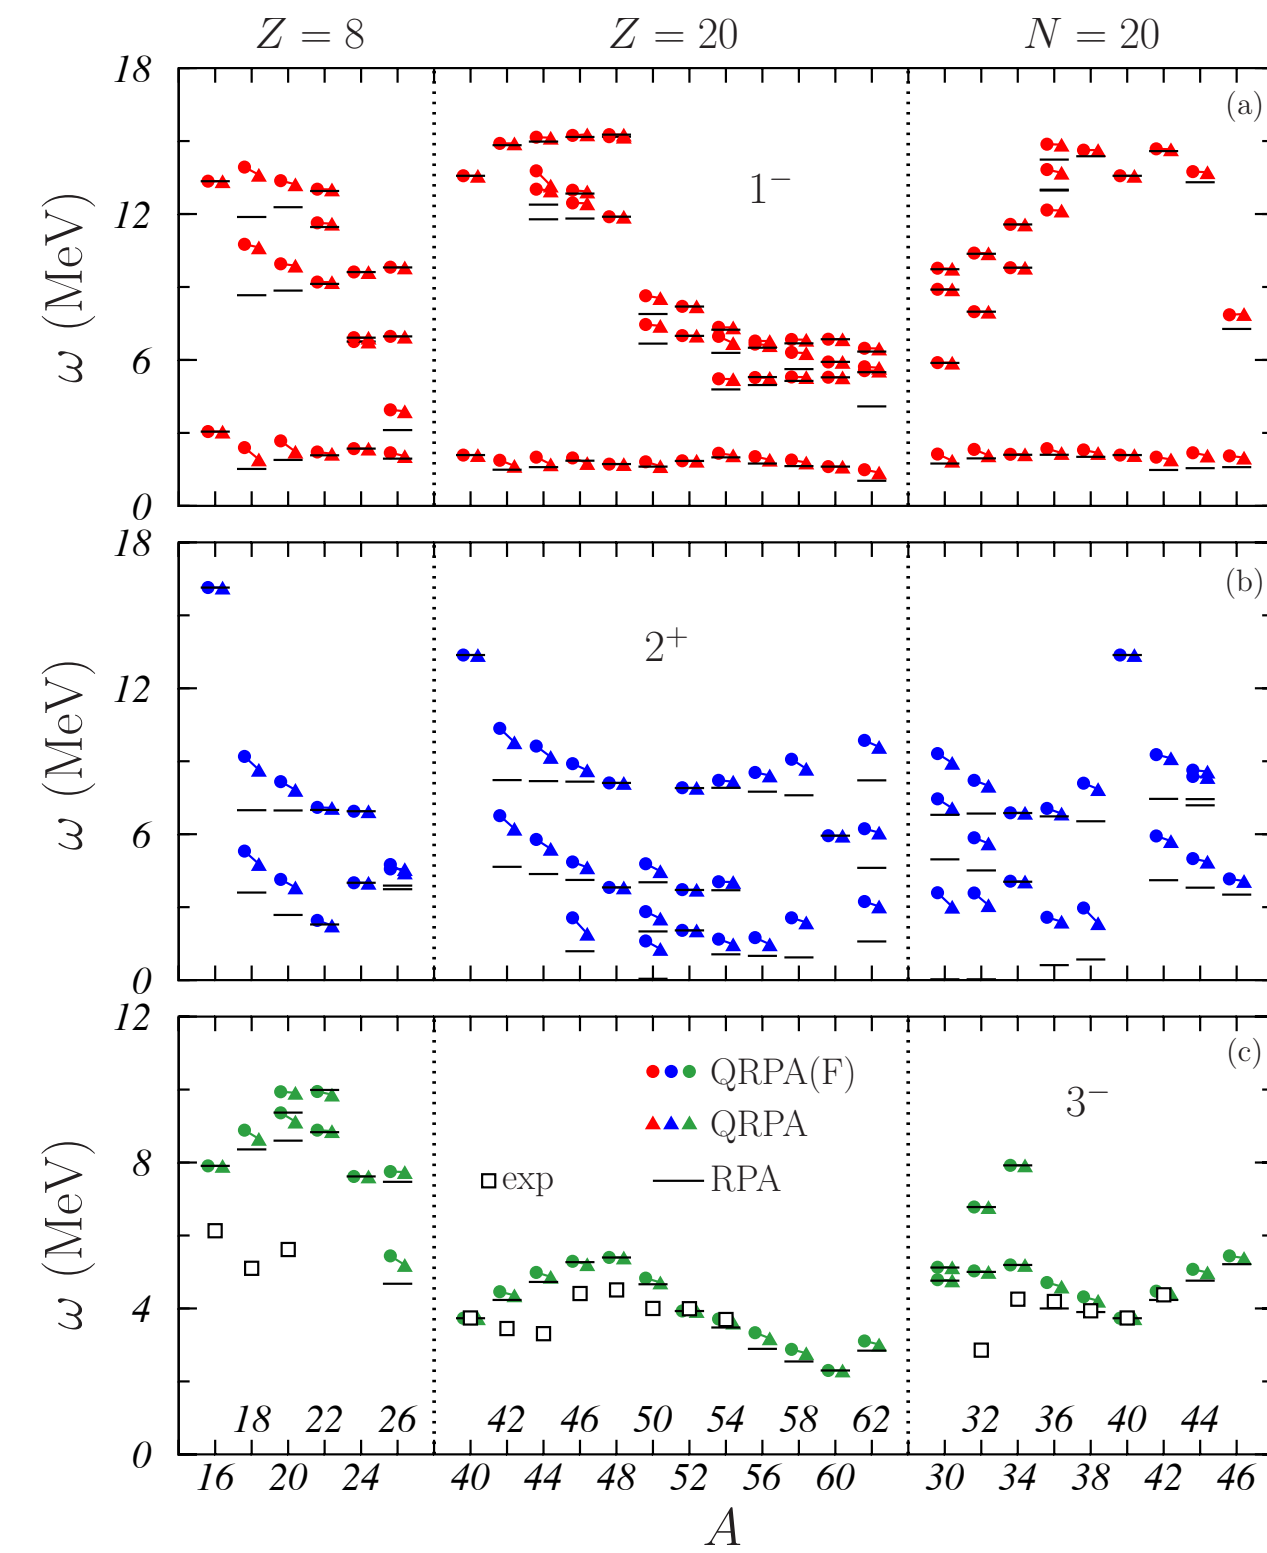 Z = 8 Z = 20 N = 20
18
(a)
1⁻
12
ω (MeV)
6
0
18
(b)
2⁺
12
ω (MeV)
6
0
12
(c)
QRPA(F)
3⁻
QRPA
8
exp RPA
ω (MeV)
4
18 22 26 42 46 50 54 58 62 32 36 40 44
0
16 20 24 40 44 48 52 56 60 30 34 38 42 46
A